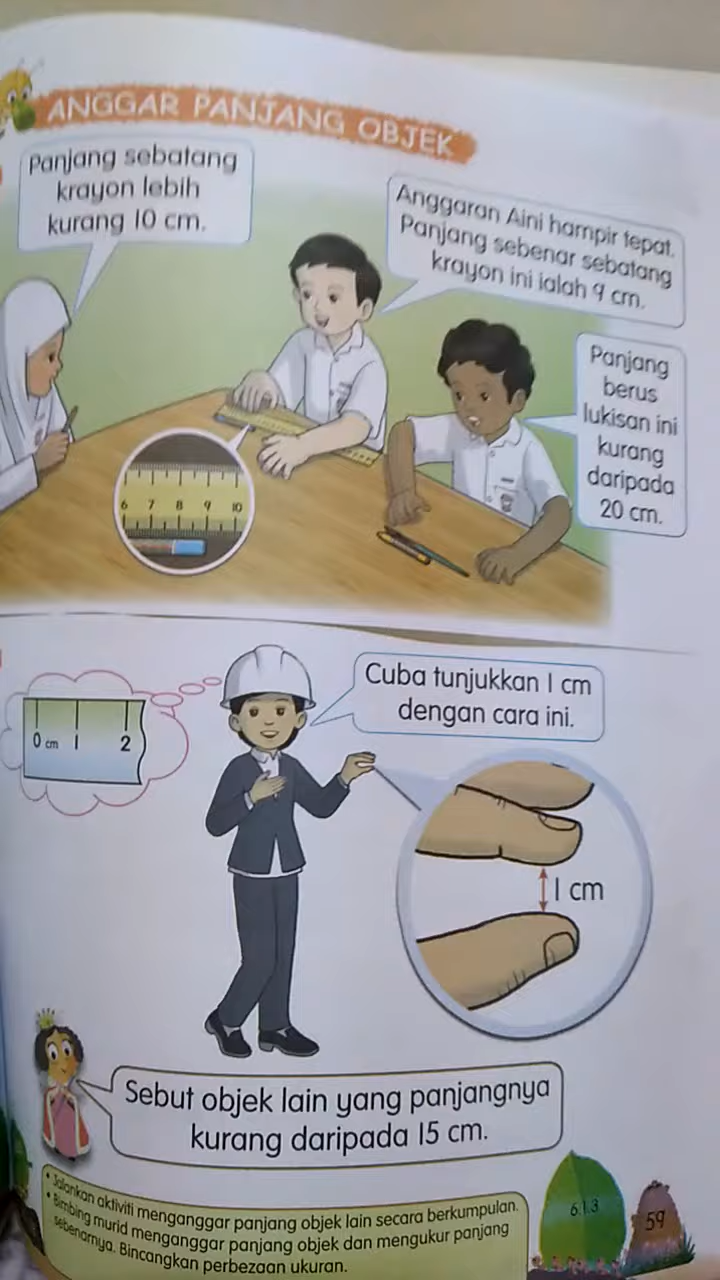 ANGGAR PANJANG OBJEK
Panjang sebatang
krayon lebih
kurang 10 cm.
Anggaran Aini hampir tepat.
Panjang sebenar sebatang
krayon ini ialah 9 cm.
Panjang
berus
lukisan ini
kurang
daripada
20 cm.
6 7 8 9 10
Cuba tunjukkan 1 cm
dengan cara ini.
0 cm 1 2
1 cm
Sebut objek lain yang panjangnya
kurang daripada 15 cm.
• Jalankan aktiviti menganggar panjang objek lain secara berkumpulan.
• Bimbing murid menganggar panjang objek dan mengukur panjang
sebenarnya. Bincangkan perbezaan ukuran.
6.1.3
59